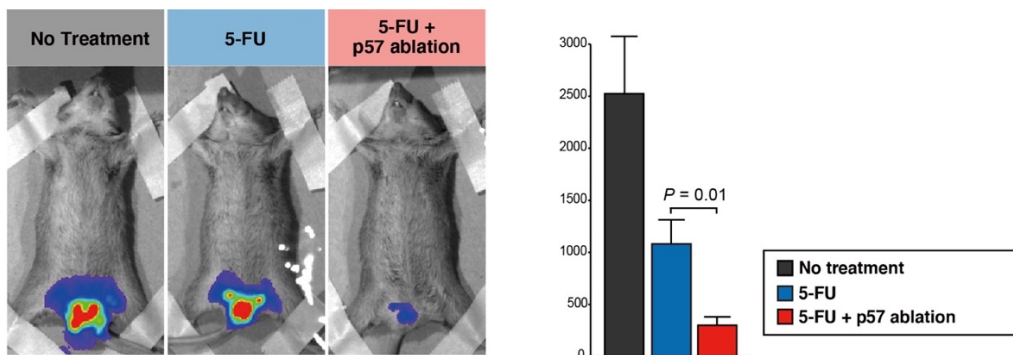 No Treatment
5-FU
5-FU +
p57 ablation
3000
2500
2000
1500
1000
500
0
P = 0.01
No treatment
5-FU
5-FU + p57 ablation